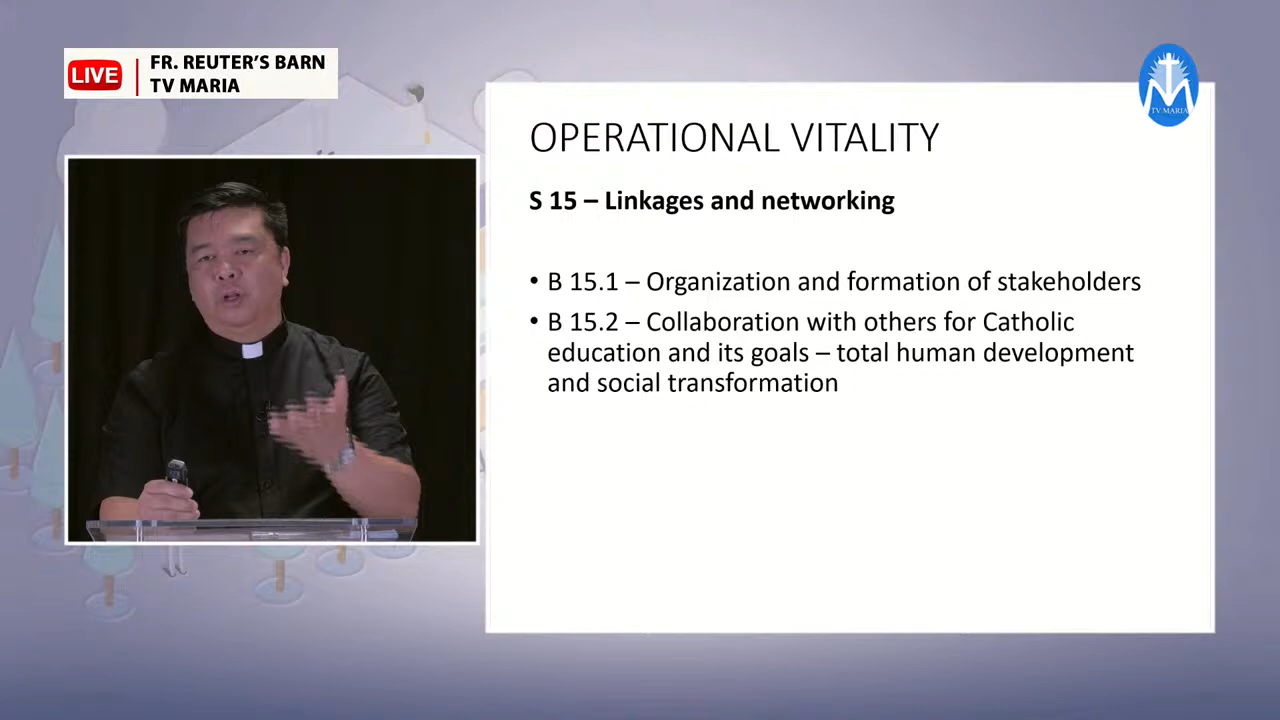 LIVE
FR. REUTER'S BARN
TV MARIA
TV MARIA
OPERATIONAL VITALITY
S 15 – Linkages and networking
• B 15.1 – Organization and formation of stakeholders
• B 15.2 – Collaboration with others for Catholic
education and its goals – total human development
and social transformation